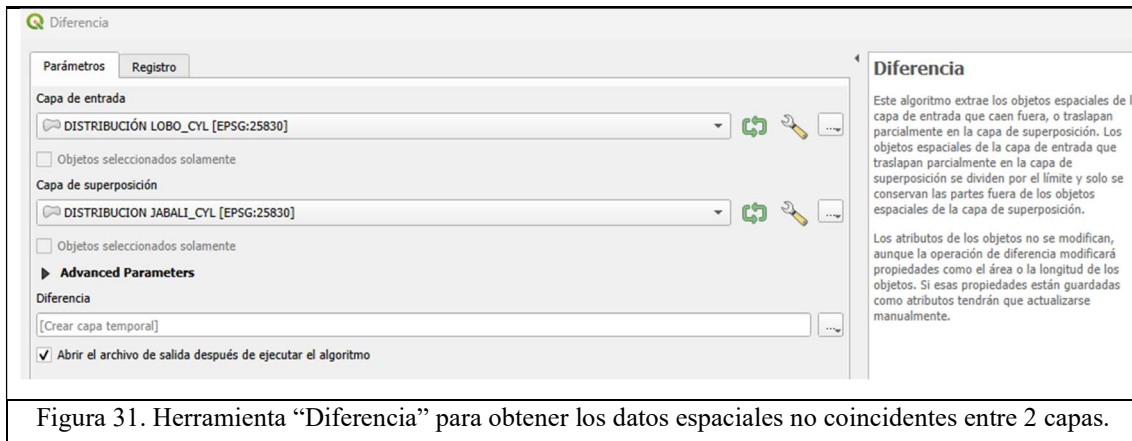 Diferencia
Parámetros Registro
Capa de entrada
DISTRIBUCIÓN LOBO_CYL [EPSG:25830]
Objetos seleccionados solamente
Capa de superposición
DISTRIBUCION JABALI_CYL [EPSG:25830]
Objetos seleccionados solamente
Advanced Parameters
Diferencia
[Crear capa temporal]
Abrir el archivo de salida después de ejecutar el algoritmo
Diferencia
Este algoritmo extrae los objetos espaciales de
capa de entrada que caen fuera, o traslapan
parcialmente en la capa de superposición. Los
objetos espaciales de la capa de entrada que
traslapan parcialmente en la capa de
superposición se dividen por el límite y solo se
conservan las partes fuera de los objetos
espaciales de la capa de superposición.
Los atributos de los objetos no se modifican,
aunque la operación de diferencia modificará
propiedades como el área o la longitud de los
objetos. Si esas propiedades están guardadas
como atributos tendrán que actualizarse
manualmente.
Figura 31. Herramienta “Diferencia” para obtener los datos espaciales no coincidentes entre 2 capas.